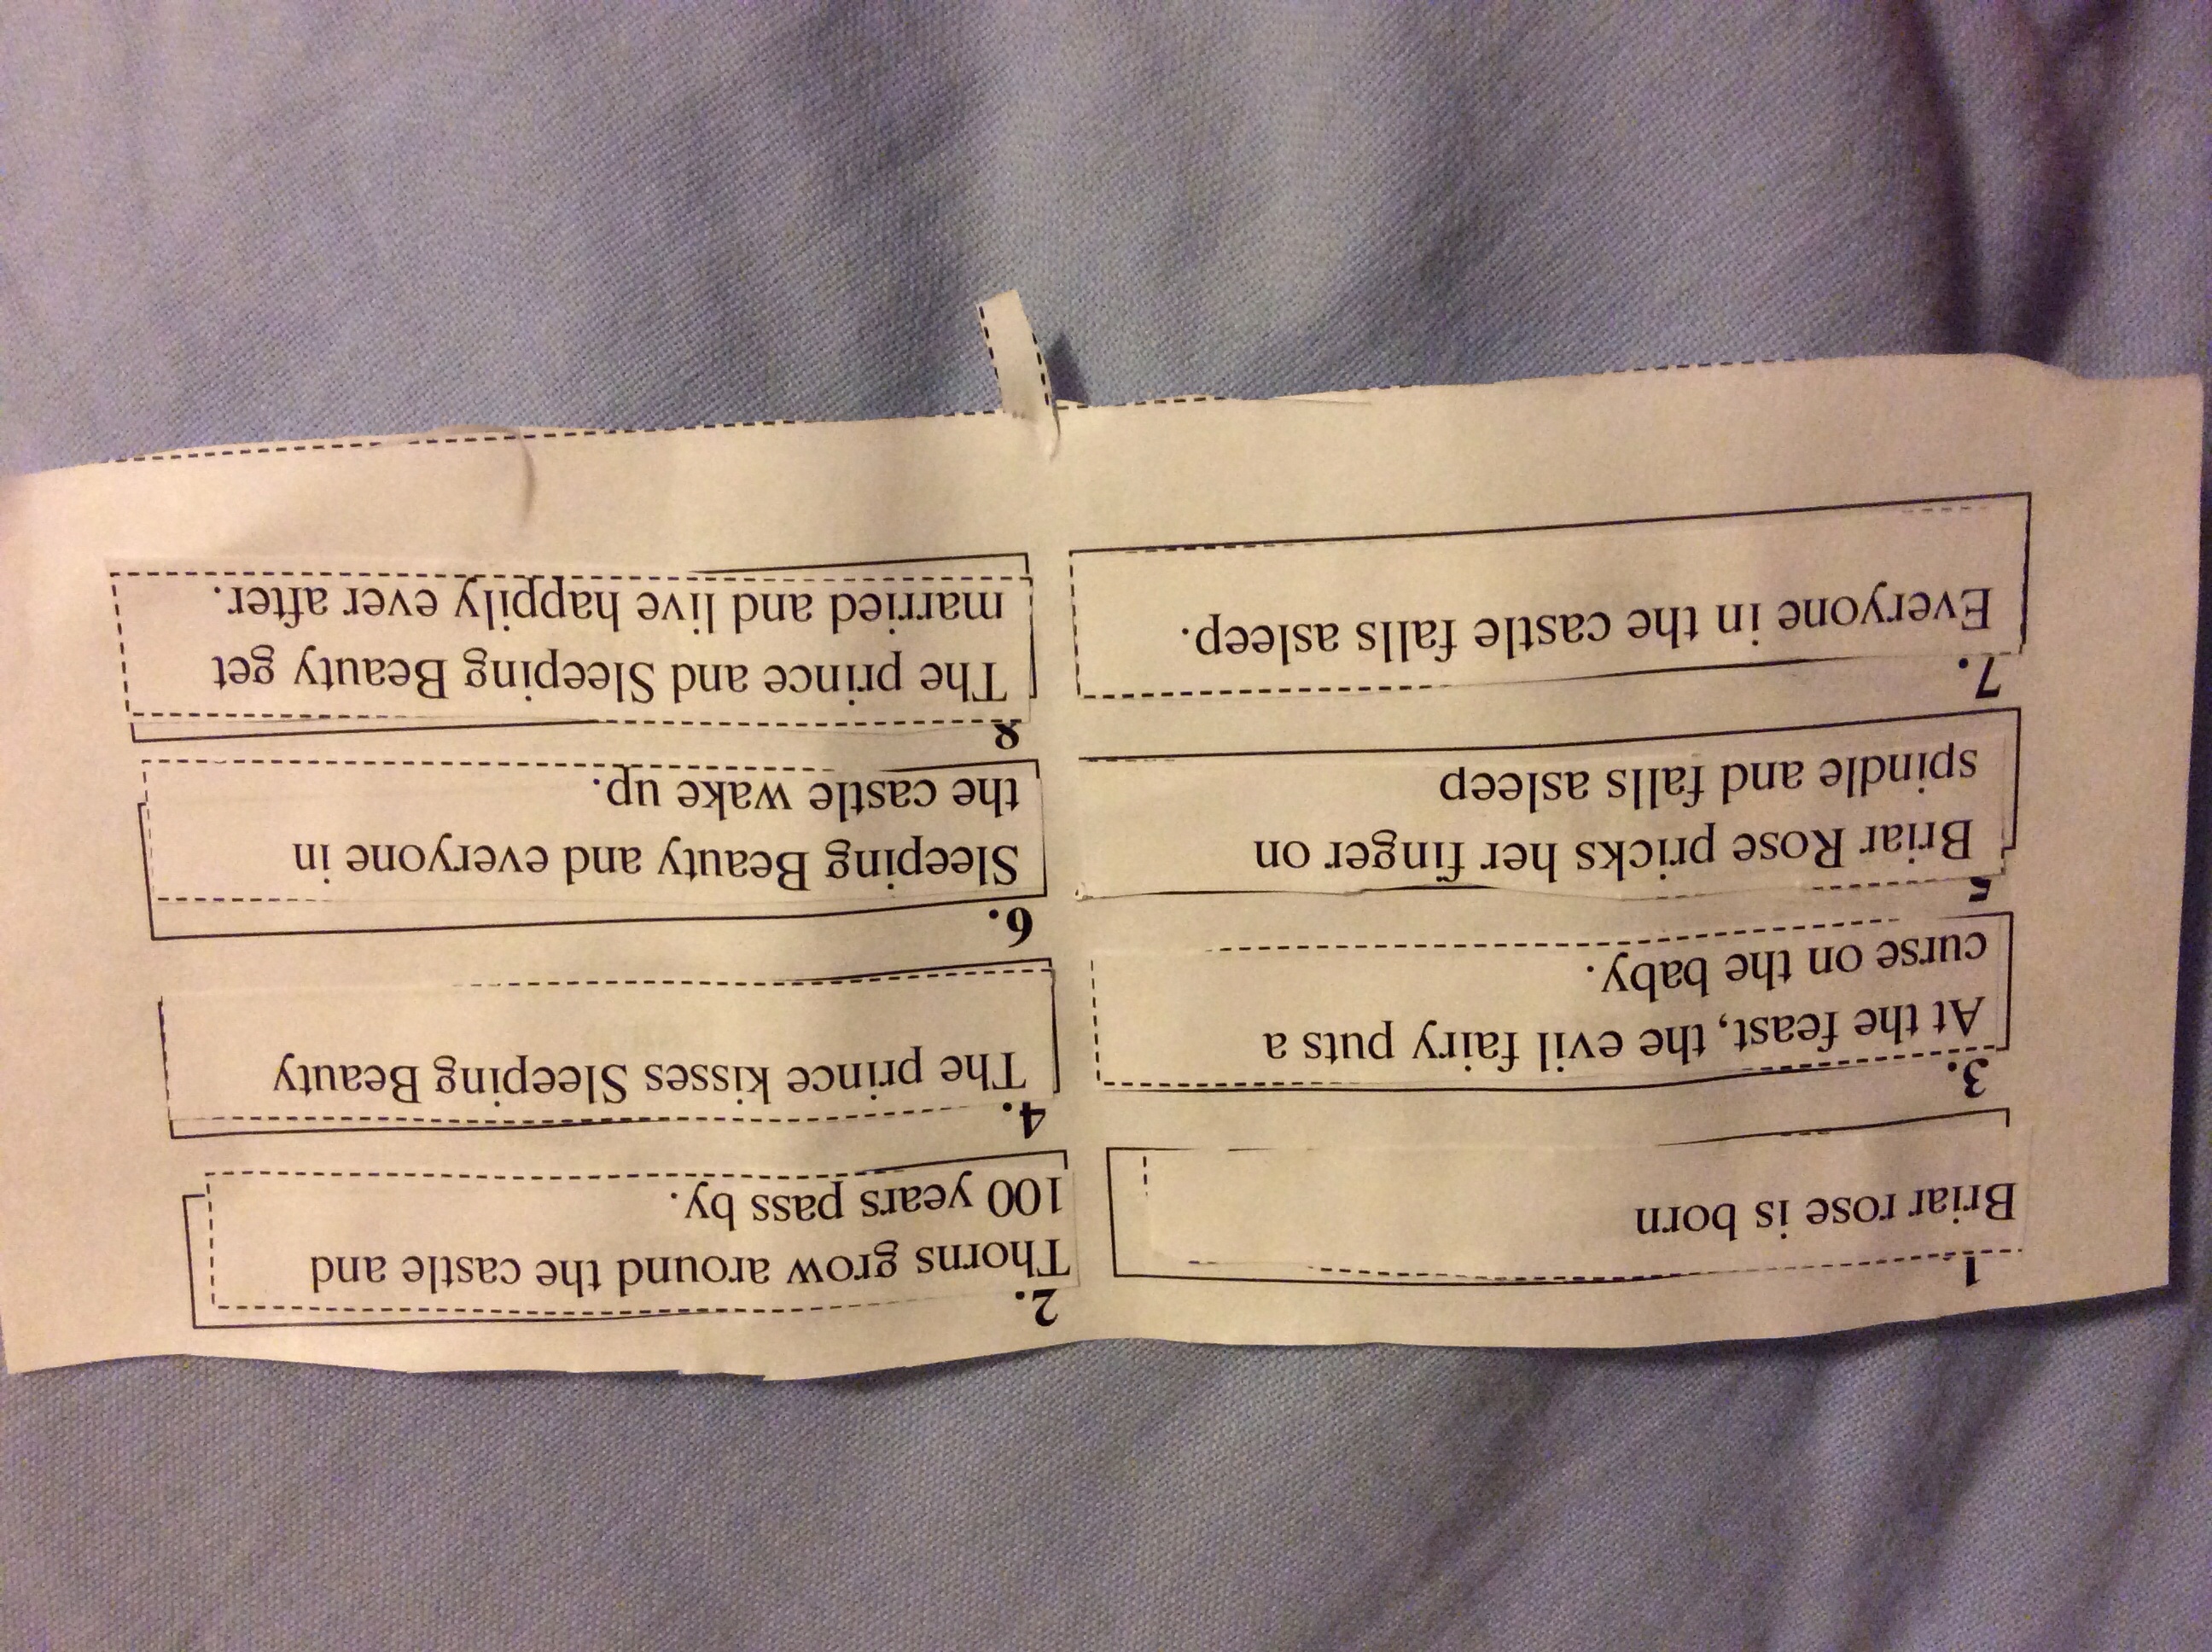 1.
Briar rose is born
2.
Thorns grow around the castle and
100 years pass by.
3.
At the feast, the evil fairy puts a
curse on the baby.
4.
The prince kisses Sleeping Beauty
5
Briar Rose pricks her finger on
spindle and falls asleep
6.
Sleeping Beauty and everyone in
the castle wake up.
7.
Everyone in the castle falls asleep.
8
The prince and Sleeping Beauty get
married and live happily ever after.